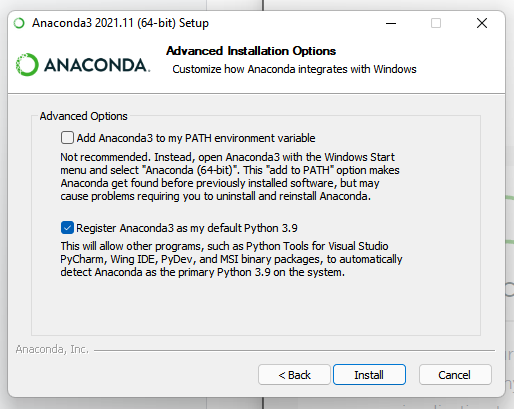 Anaconda3 2021.11 (64-bit) Setup
Advanced Installation Options
Customize how Anaconda integrates with Windows
ANACONDA.
Advanced Options
Add Anaconda3 to my PATH environment variable
Not recommended. Instead, open Anaconda3 with the Windows Start
menu and select "Anaconda (64-bit)". This "add to PATH" option makes
Anaconda get found before previously installed software, but may
cause problems requiring you to uninstall and reinstall Anaconda.
Register Anaconda3 as my default Python 3.9
This will allow other programs, such as Python Tools for Visual Studio
PyCharm, Wing IDE, PyDev, and MSI binary packages, to automatically
detect Anaconda as the primary Python 3.9 on the system.
Anaconda, Inc.
< Back
Install
Cancel